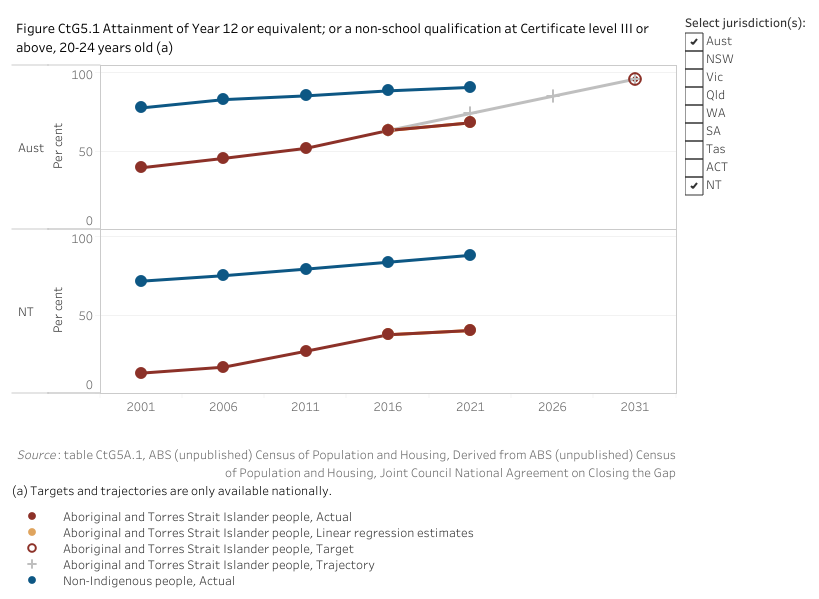 Figure CtG5.1 Attainment of Year 12 or equivalent; or a non-school qualification at Certificate level III or
above, 20-24 years old (a)
Select jurisdiction(s):
Aust
NSW
Vic
Qld
WA
SA
Tas
ACT
NT
Aust
Per cent
100
50
0
NT
Per cent
100
50
0
2001
2006
2011
2016
2021
2026
2031
Source: table CtG5A.1, ABS (unpublished) Census of Population and Housing, Derived from ABS (unpublished) Census
of Population and Housing, Joint Council National Agreement on Closing the Gap
(a) Targets and trajectories are only available nationally.
Aboriginal and Torres Strait Islander people, Actual
Aboriginal and Torres Strait Islander people, Linear regression estimates
Aboriginal and Torres Strait Islander people, Target
Aboriginal and Torres Strait Islander people, Trajectory
Non-Indigenous people, Actual